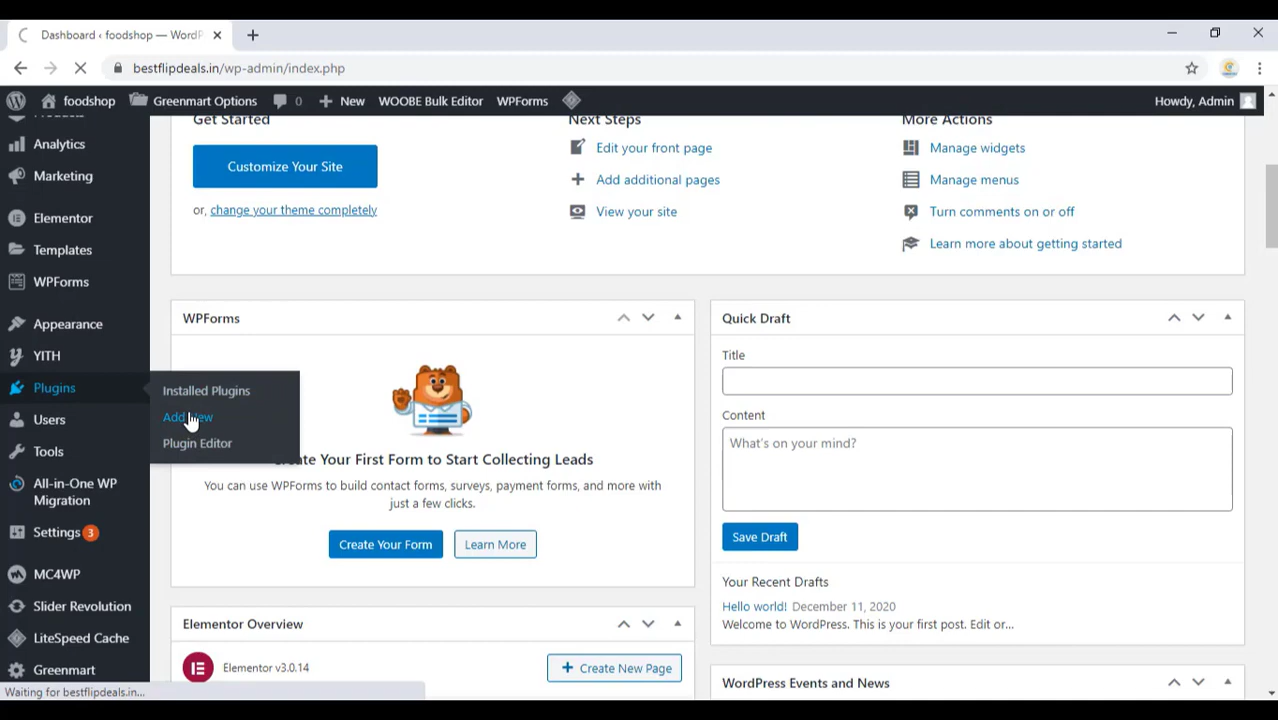 Dashboard ‹ foodshop — WordP
bestflipdeals.in/wp-admin/index.php
foodshop
Greenmart Options
0
New
WOOBE Bulk Editor
WPForms
Howdy, Admin
Products
Analytics
Marketing
Elementor
Templates
WPForms
Appearance
YITH
Plugins
Installed Plugins
Add New
Plugin Editor
Users
Tools
All-in-One WP
Migration
Settings 3
MC4WP
Slider Revolution
LiteSpeed Cache
Greenmart
Get Started
Customize Your Site
or, change your theme completely
Next Steps
Edit your front page
Add additional pages
View your site
More Actions
Manage widgets
Manage menus
Turn comments on or off
Learn more about getting started
WPForms
Create Your First Form to Start Collecting Leads
You can use WPForms to build contact forms, surveys, payment forms, and more with
just a few clicks.
Create Your Form
Learn More
Elementor Overview
Elementor v3.0.14
Create New Page
Quick Draft
Title
Content
What's on your mind?
Save Draft
Your Recent Drafts
Hello world! December 11, 2020
Welcome to WordPress. This is your first post. Edit or...
WordPress Events and News
Waiting for bestflipdeals.in...